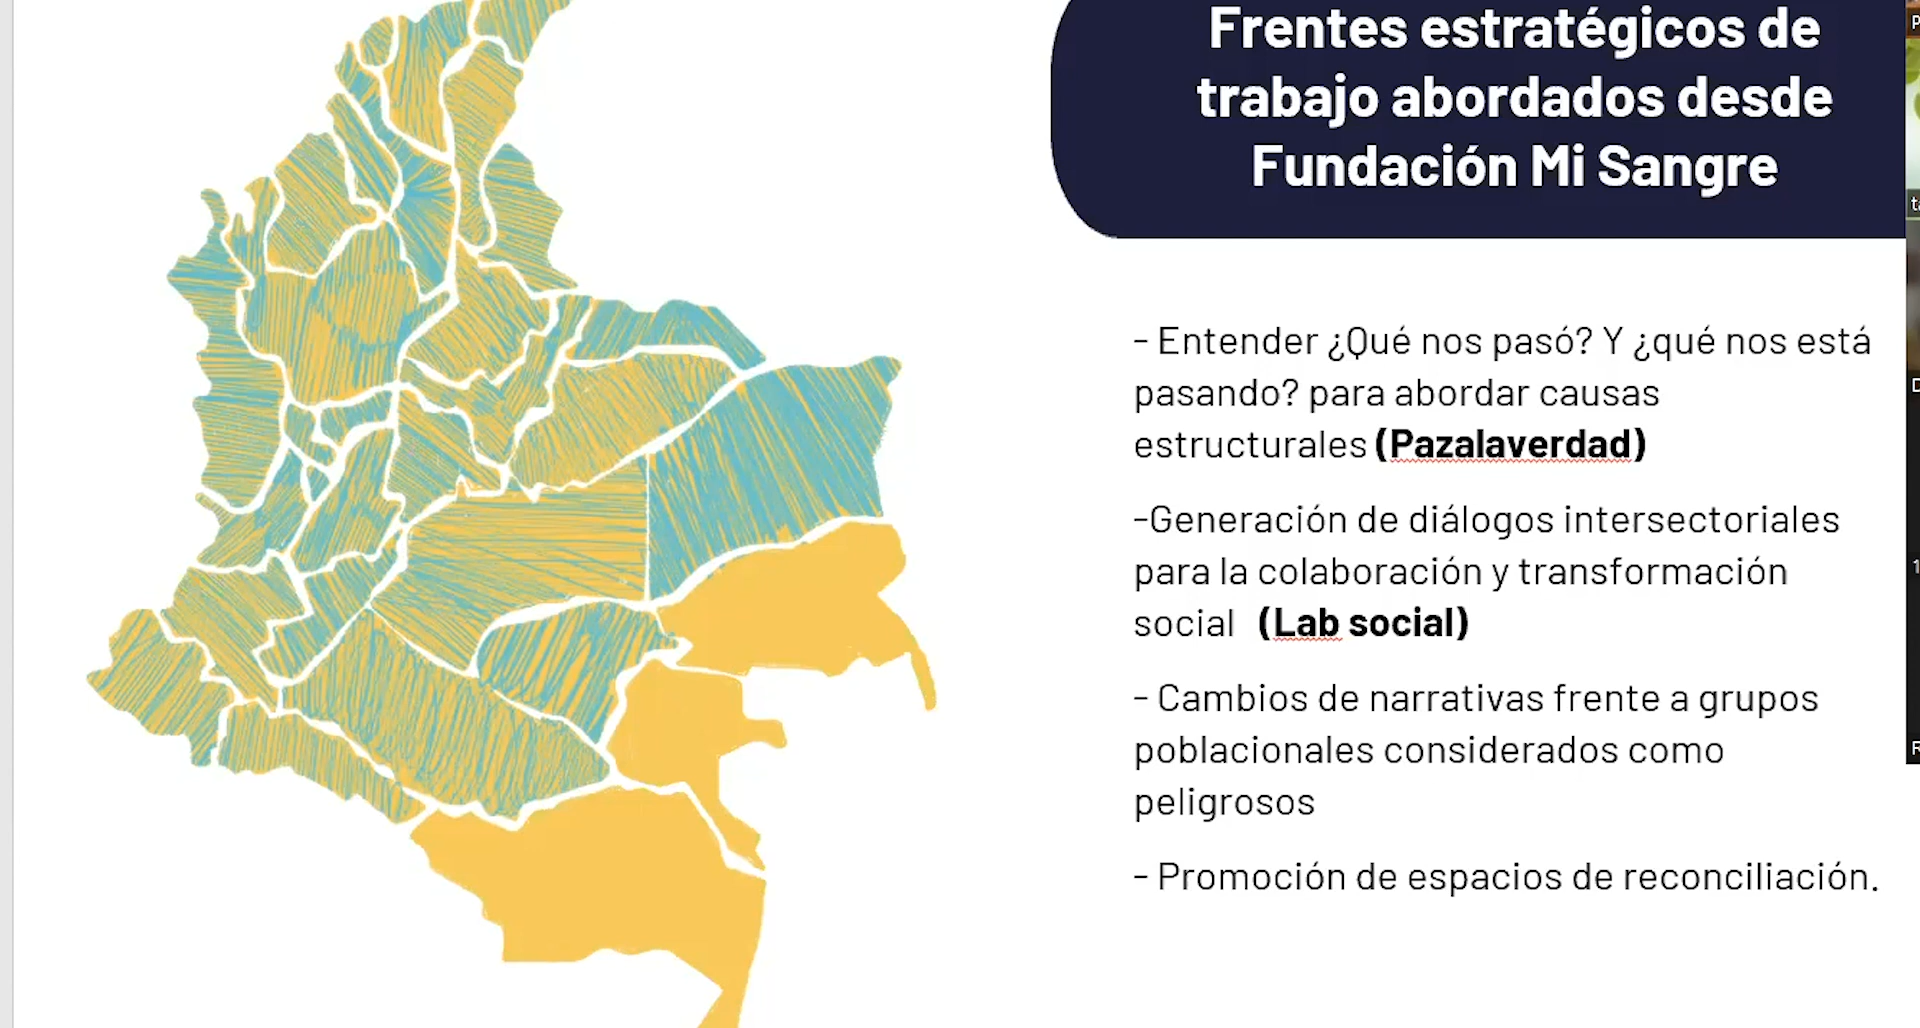 Frentes estratégicos de
trabajo abordados desde
Fundación Mi Sangre
- Entender ¿Qué nos pasó? Y ¿qué nos está
pasando? para abordar causas
estructurales (Pazalaverdad)
-Generación de diálogos intersectoriales
para la colaboración y transformación
social (Lab social)
- Cambios de narrativas frente a grupos
poblacionales considerados como
peligrosos
- Promoción de espacios de reconciliación.